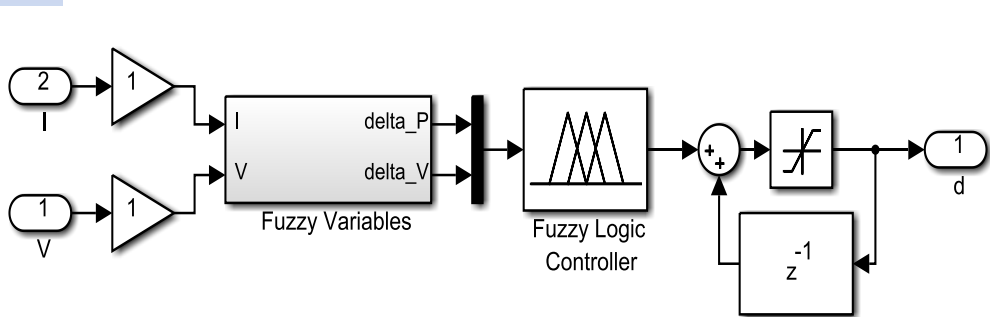 2
I
1
I
V
delta_P
delta_V
Fuzzy Variables
1
V
1
Fuzzy Logic
Controller
+
+
z-1
1
d